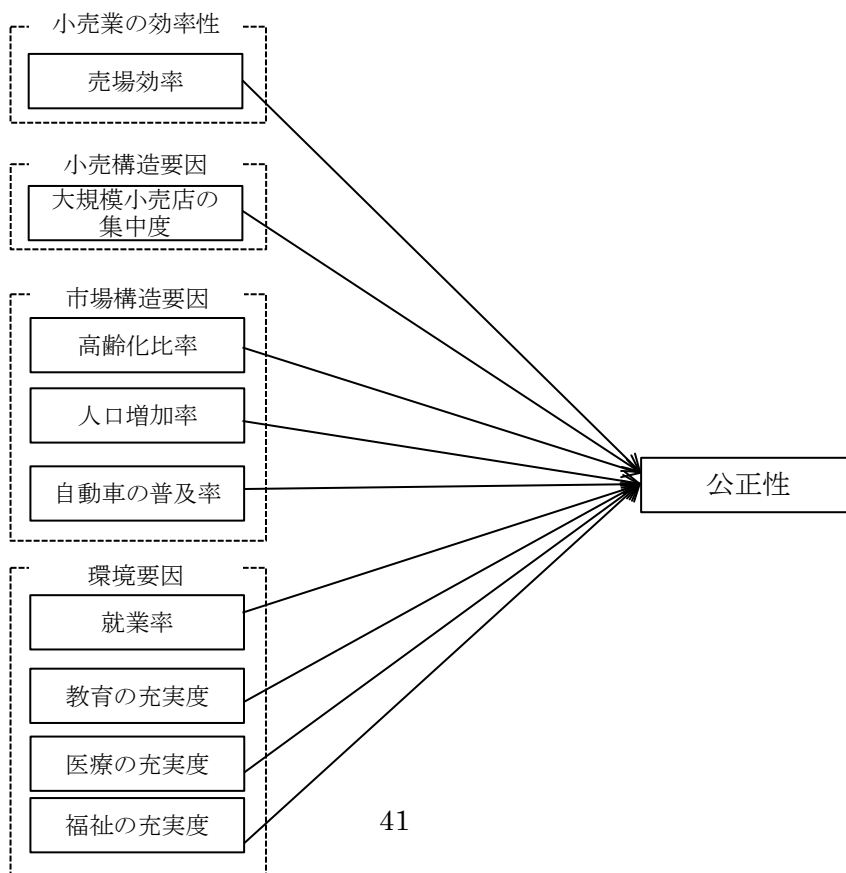 小売業の効率性
売場効率
小売構造要因
大規模小売店の
集中度
市場構造要因
高齢化比率
人口増加率
自動車の普及率
公正性
環境要因
就業率
教育の充実度
医療の充実度
福祉の充実度
41